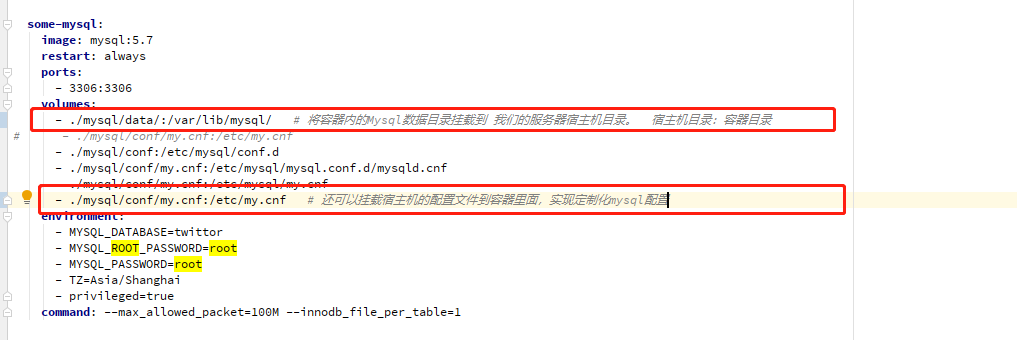 some-mysql:
image: mysql:5.7
restart: always
ports:
- 3306:3306
volumes:
- ./mysql/data/:/var/lib/mysql/ # 将容器内的Mysql数据目录挂载到 我们的服务器宿主机目录。 宿主机目录：容器目录
# - ./mysql/conf/my.cnf:/etc/my.cnf
- ./mysql/conf:/etc/mysql/conf.d
- ./mysql/conf/my.cnf:/etc/mysql/mysql.conf.d/mysqld.cnf
- ./mysql/conf/my.cnf:/etc/mysql/my.cnf
- ./mysql/conf/my.cnf:/etc/my.cnf # 还可以挂载宿主机的配置文件到容器里面，实现定制化mysql配置
environment:
- MYSQL_DATABASE=twittor
- MYSQL_ROOT_PASSWORD=root
- MYSQL_PASSWORD=root
- TZ=Asia/Shanghai
- privileged=true
command: --max_allowed_packet=100M --innodb_file_per_table=1